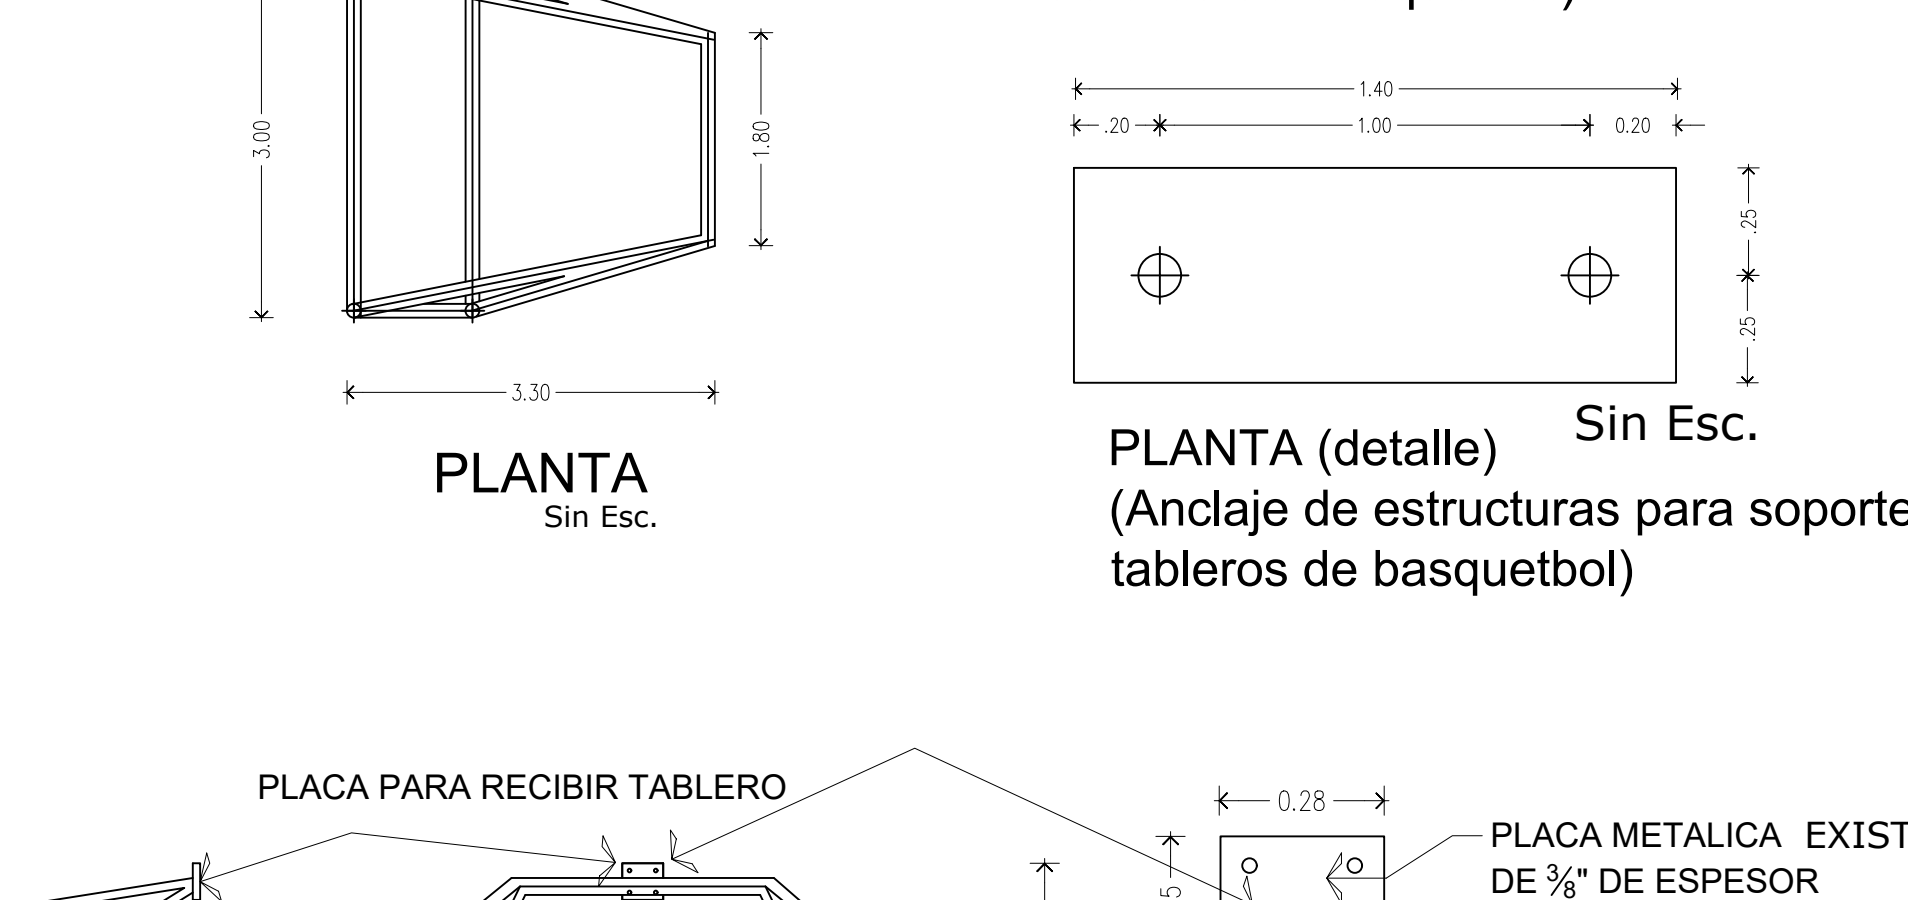 1.40
.20
1.00
0.20
3.00
1.80
.25
.25
3.30
PLANTA
Sin Esc.
Sin Esc.
PLANTA (detalle)
(Anclaje de estructuras para soporte
tableros de basquetbol)
PLACA PARA RECIBIR TABLERO
0.28
PLACA METALICA EXIST
DE ⅜" DE ESPESOR
5